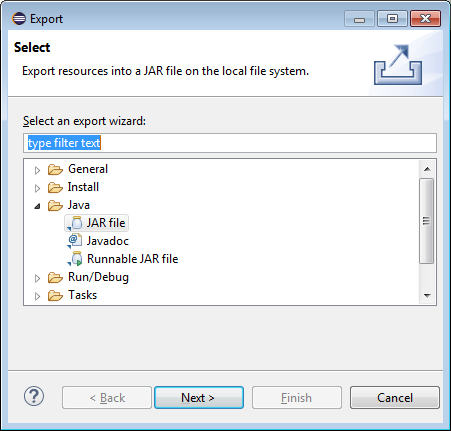 Export
Select
Export resources into a JAR file on the local file system.
Select an export wizard:
type filter text
General
Install
Java
JAR file
Javadoc
Runnable JAR file
Run/Debug
Tasks
? < Back Next > Finish Cancel